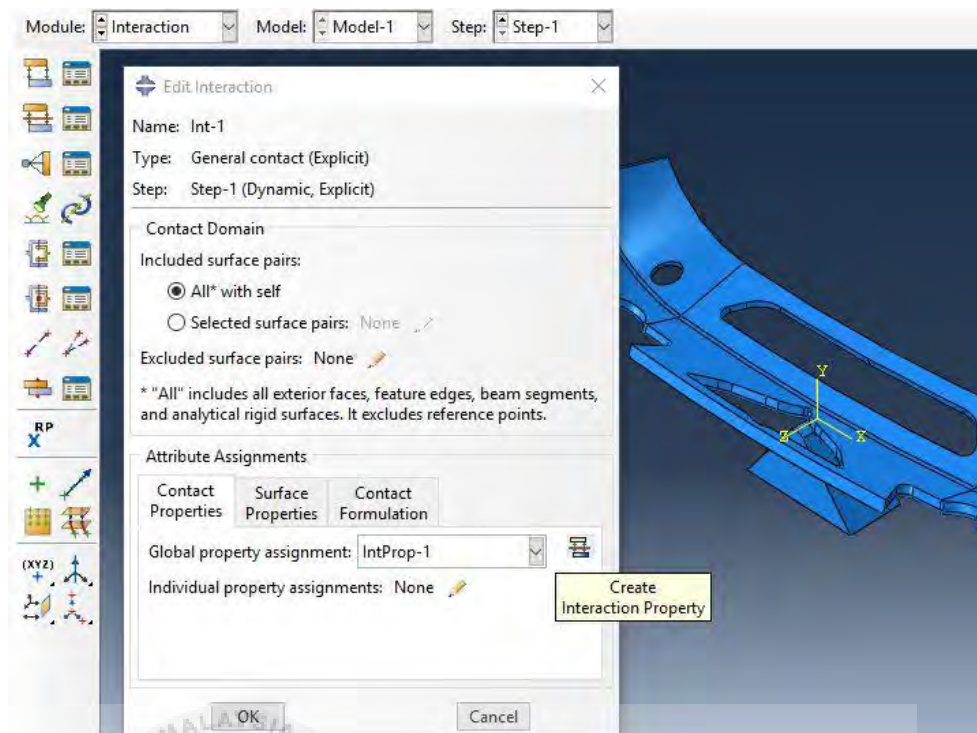 Module: Interaction Model: Model-1 Step: Step-1
Edit Interaction
Name: Int-1
Type: General contact (Explicit)
Step: Step-1 (Dynamic, Explicit)
Contact Domain
Included surface pairs:
All* with self
Selected surface pairs: None
Excluded surface pairs: None
* "All" includes all exterior faces, feature edges, beam segments,
and analytical rigid surfaces. It excludes reference points.
Attribute Assignments
Contact
Properties
Surface
Properties
Contact
Formulation
Global property assignment: IntProp-1
Individual property assignments: None
Create
Interaction Property
OK Cancel
RP
X
(XYZ)
Y
Z X
MALAYSIA